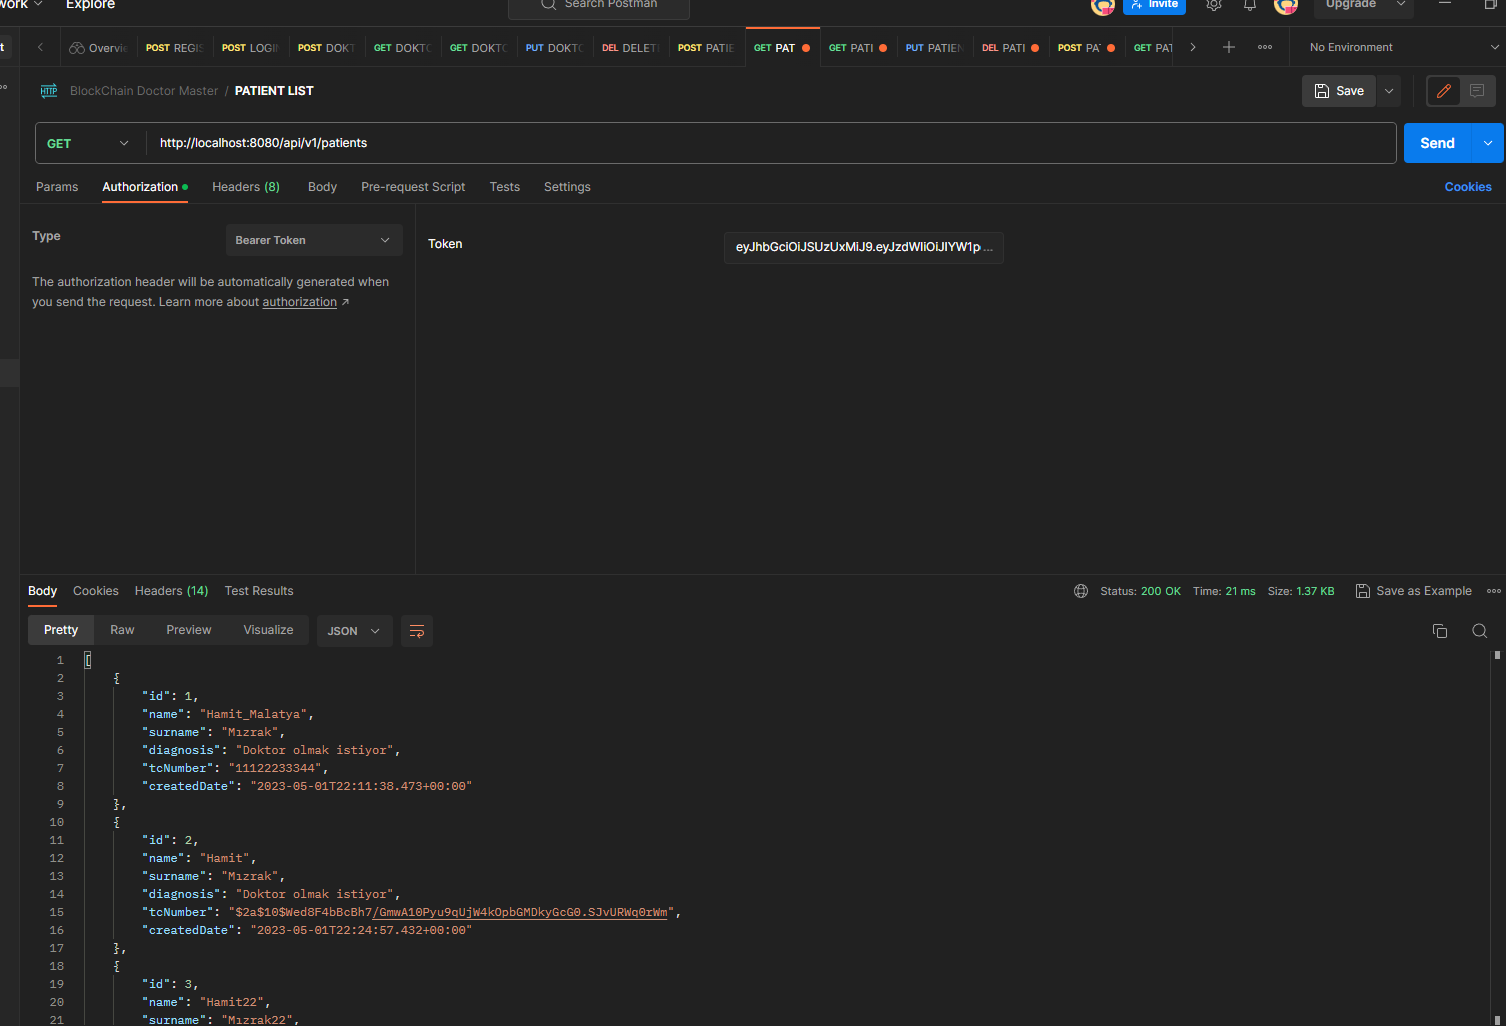 work Explore Search Postman Invite Upgrade
t Overvie POST REGIS POST LOGIN POST DOKT GET DOKTO GET DOKTO PUT DOKTO DEL DELET POST PATIE GET PAT GET PATI PUT PATIEN DEL PATI POST PA GET PAT No Environment
HTTP BlockChain Doctor Master / PATIENT LIST Save
GET http://localhost:8080/api/v1/patients Send
Params Authorization Headers (8) Body Pre-request Script Tests Settings Cookies
Type Bearer Token Token eyJhbGciOiJSUzUxMiJ9.eyJzdWIiOiJIYW1p ...
The authorization header will be automatically generated when
you send the request. Learn more about authorization ↗
Body Cookies Headers (14) Test Results Status: 200 OK Time: 21 ms Size: 1.37 KB Save as Example
Pretty Raw Preview Visualize JSON
1 [
2 {
3 "id": 1,
4 "name": "Hamit_Malatya",
5 "surname": "Mızrak",
6 "diagnosis": "Doktor olmak istiyor",
7 "tcNumber": "11122233344",
8 "createdDate": "2023-05-01T22:11:38.473+00:00"
9 },
10 {
11 "id": 2,
12 "name": "Hamit",
13 "surname": "Mızrak",
14 "diagnosis": "Doktor olmak istiyor",
15 "tcNumber": "$2a$10$Wed8F4bBcBh7/GmwA10Pyu9qUjW4kOpbGMDkyGcG0.SJvURWq0rWm",
16 "createdDate": "2023-05-01T22:24:57.432+00:00"
17 },
18 {
19 "id": 3,
20 "name": "Hamit22",
21 "surname": "Mızrak22",